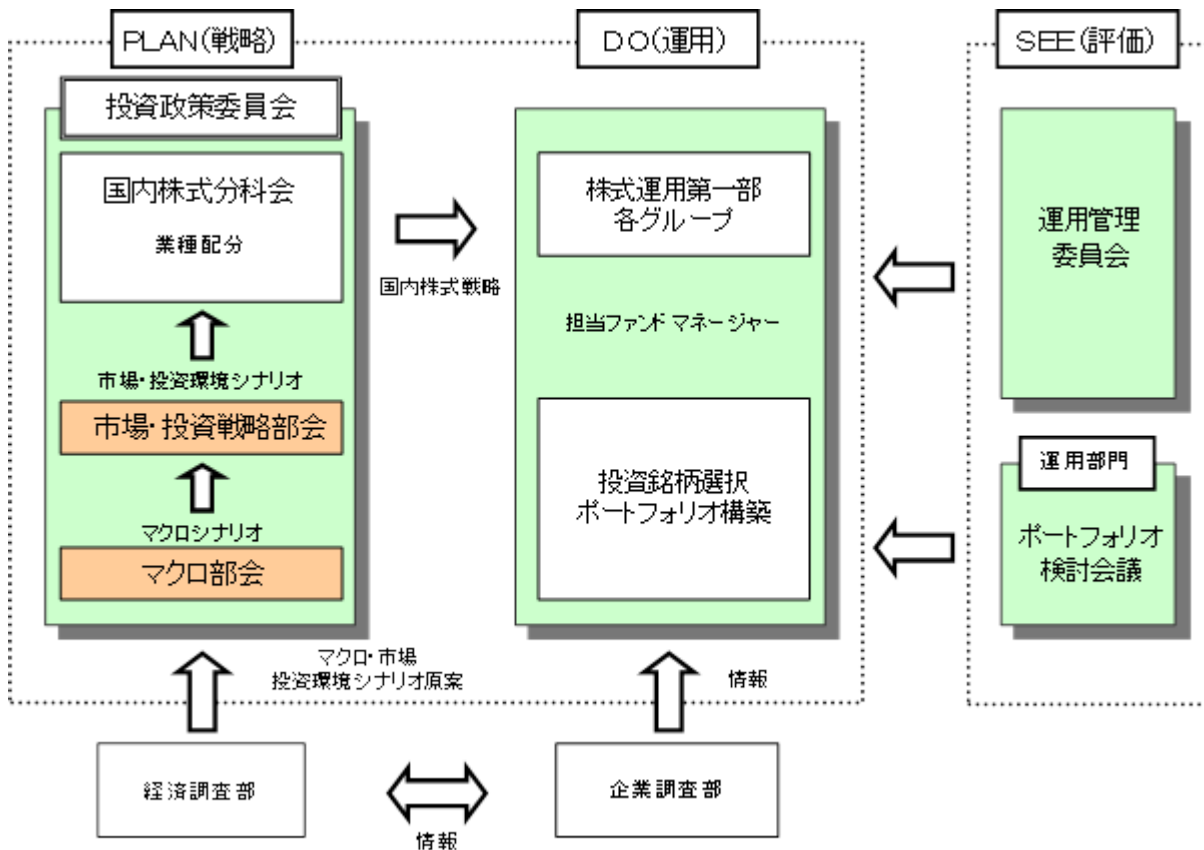 PLAN(戦略)
投資政策委員会
国内株式分科会
業種配分
市場・投資環境シナリオ
市場・投資戦略部会
マクロシナリオ
マクロ部会
マクロ・市場
投資環境シナリオ原案
経済調査部
国内株式戦略
情報
DO(運用)
株式運用第一部
各グループ
担当ファンドマネージャー
投資銘柄選択
ポートフォリオ構築
情報
企業調査部
SEE(評価)
運用管理
委員会
運用部門
ポートフォリオ
検討会議